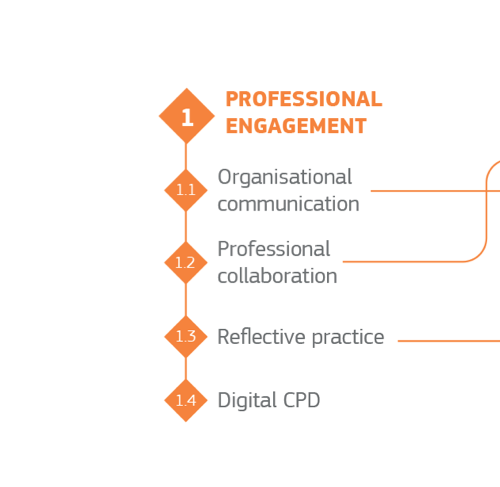 1
PROFESSIONAL
ENGAGEMENT
1.1
Organisational
communication
1.2
Professional
collaboration
1.3
Reflective practice
1.4
Digital CPD